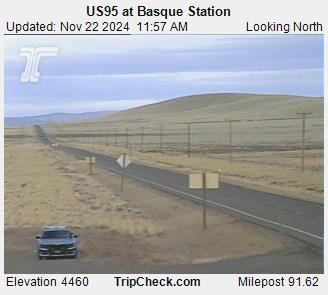 US95 at Basque Station
Updated: Nov 22 2024 11:57 AM Looking North
Elevation 4460 TripCheck.com Milepost 91.62